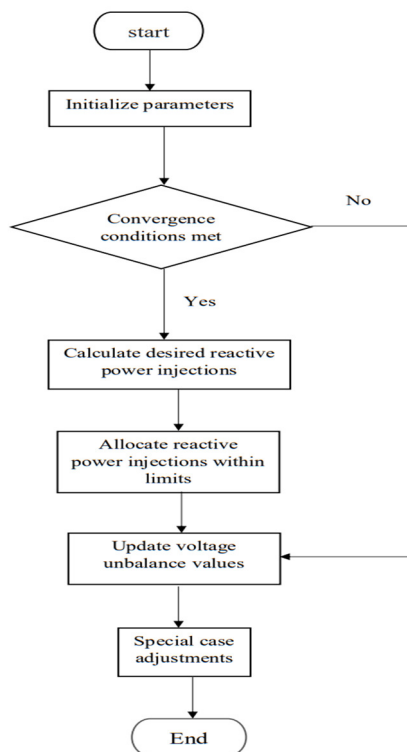 start
Initialize parameters
Convergence
conditions met
No
Yes
Calculate desired reactive
power injections
Allocate reactive
power injections within
limits
Update voltage
unbalance values
Special case
adjustments
End